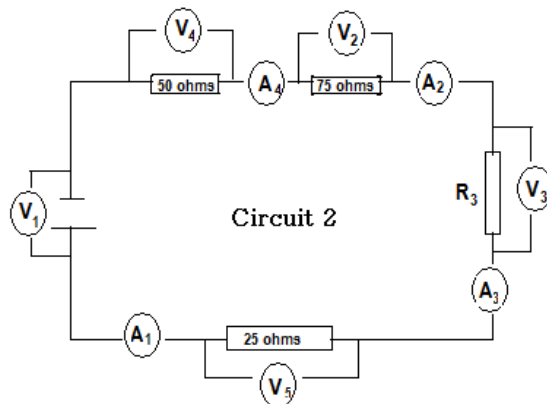 V4
V2
50 ohms
A4
75 ohms
A2
V1
Circuit 2
R3
V3
A3
A1
25 ohms
V5